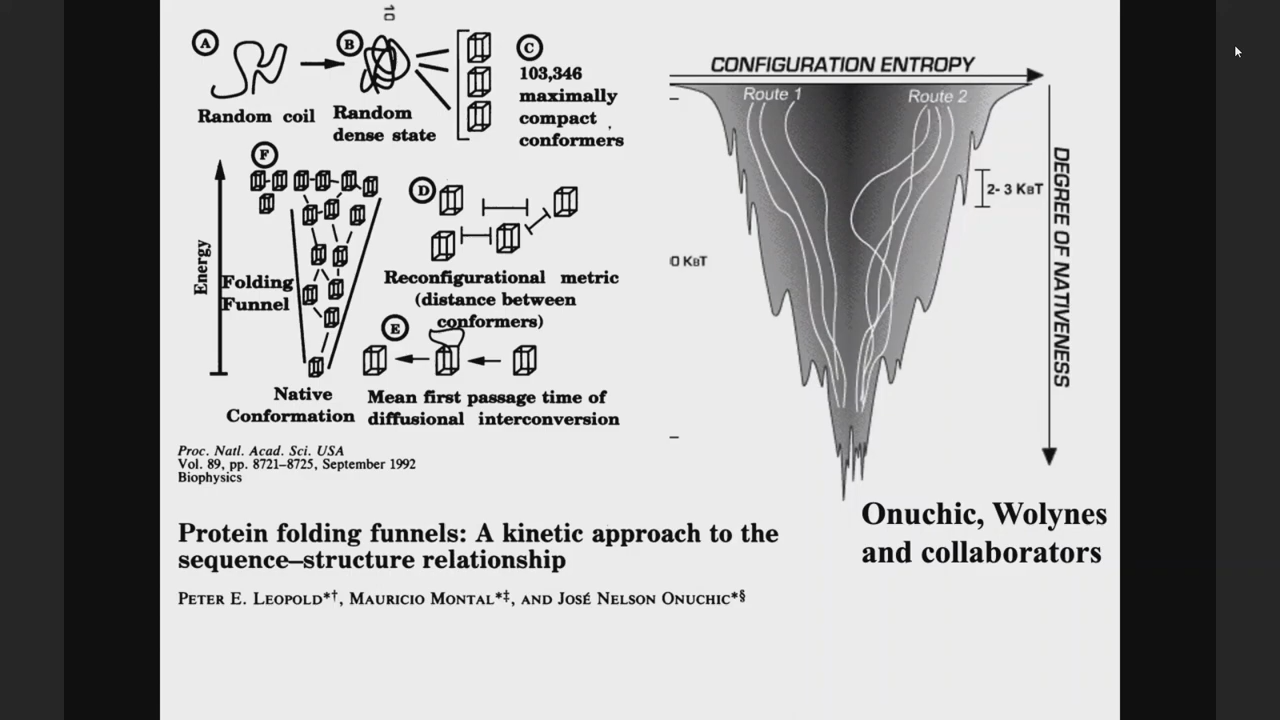 10
A
Random coil
B
Random
dense state
C
103,346
maximally
compact
conformers
F
Energy
Folding
Funnel
Native
Conformation
D
Reconfigurational metric
(distance between
conformers)
E
Mean first passage time of
diffusional interconversion
CONFIGURATION ENTROPY
Route 1
Route 2
2-3 KBT
0 KBT
DEGREE OF NATIVENESS
Onuchic, Wolynes
and collaborators
Proc. Natl. Acad. Sci. USA
Vol. 89, pp. 8721–8725, September 1992
Biophysics
Protein folding funnels: A kinetic approach to the
sequence–structure relationship
PETER E. LEOPOLD*†, MAURICIO MONTAL*‡, AND JOSÉ NELSON ONUCHIC*§